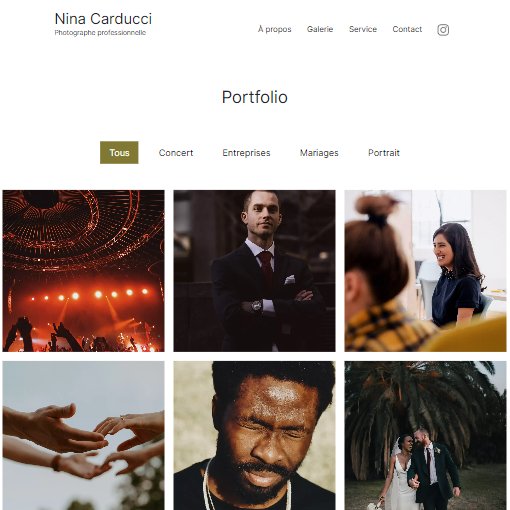 Nina Carducci
Photographe professionnelle
À propos Galerie Service Contact
Portfolio
Tous Concert Entreprises Mariages Portrait